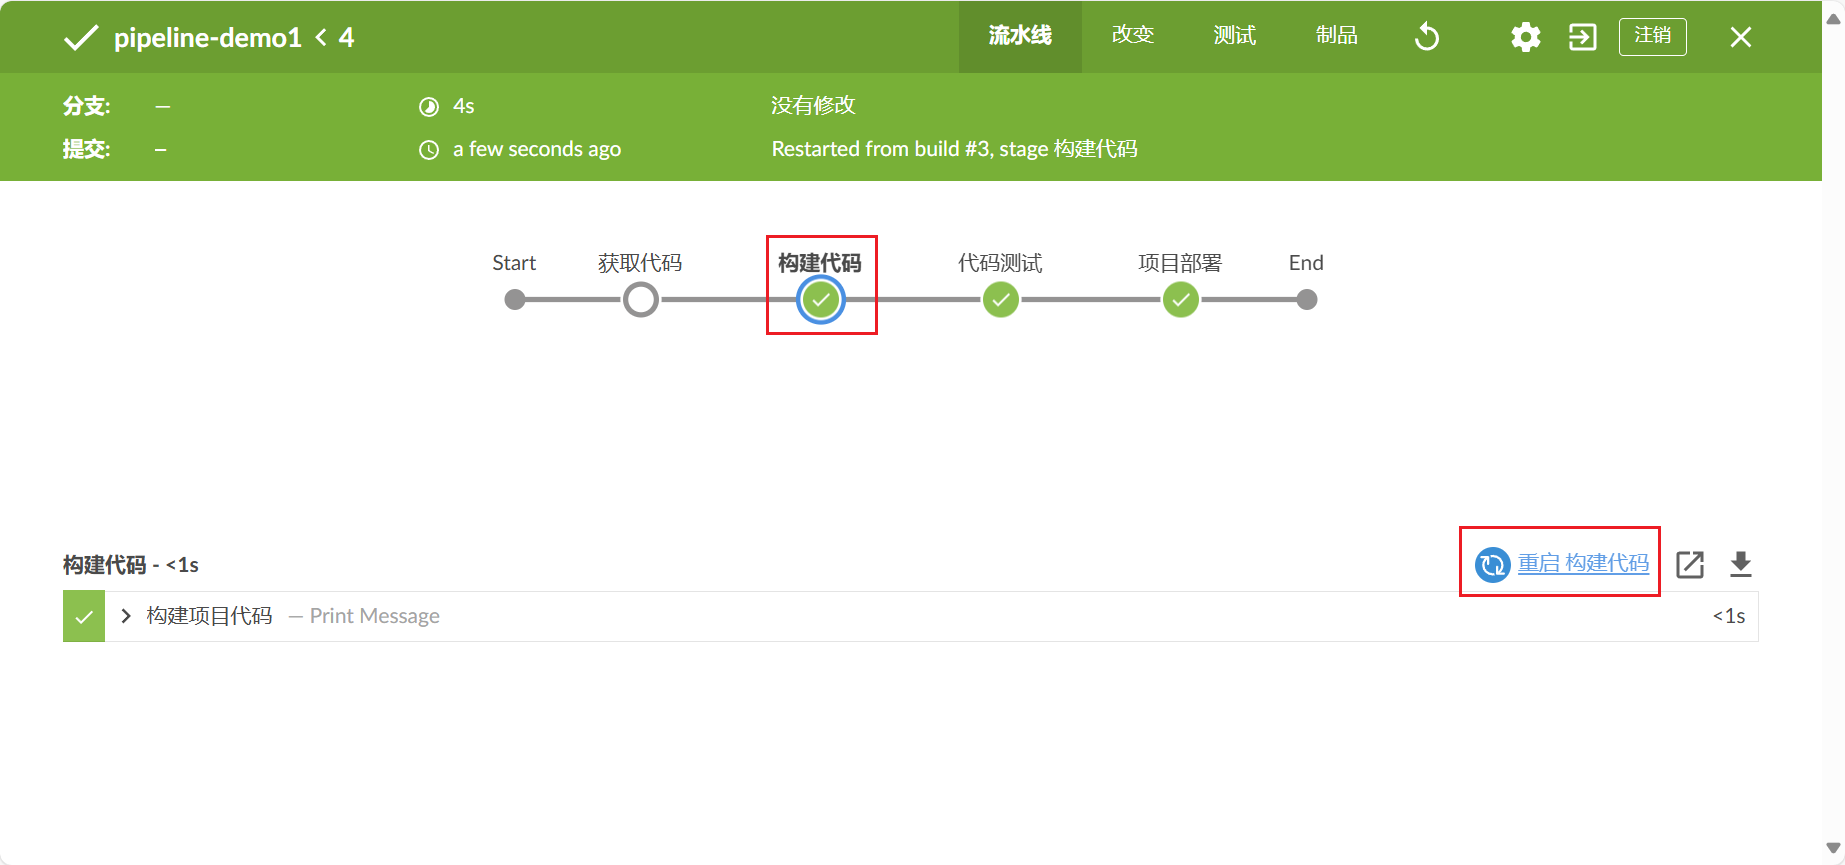 pipeline-demo1 < 4
流水线 改变 测试 制品 注销
分支: — 4s 没有修改
提交: – a few seconds ago Restarted from build #3, stage 构建代码
Start 获取代码 构建代码 代码测试 项目部署 End
构建代码 - <1s 重启 构建代码
构建项目代码 — Print Message <1s